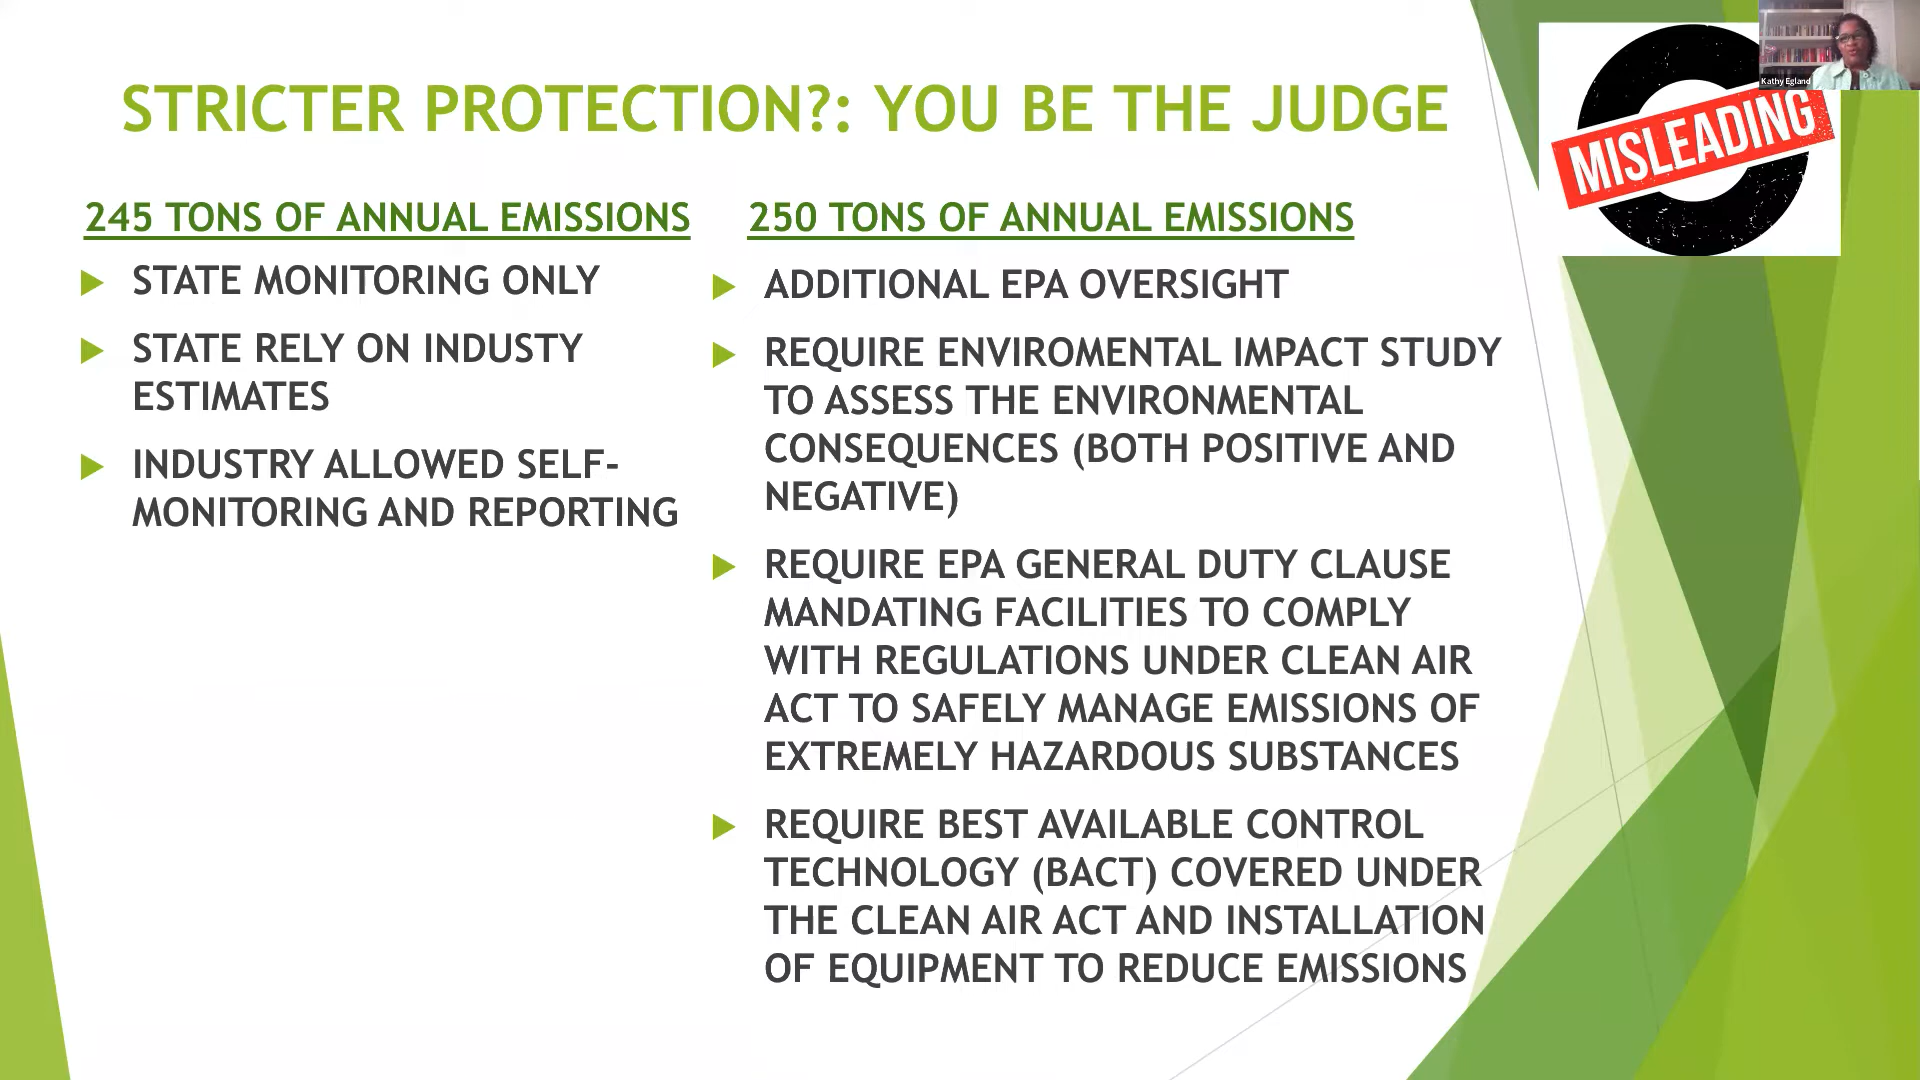 STRICTER PROTECTION?: YOU BE THE JUDGE
MISLEADING
Kathy Egland
245 TONS OF ANNUAL EMISSIONS
STATE MONITORING ONLY
STATE RELY ON INDUSTY
ESTIMATES
INDUSTRY ALLOWED SELF-
MONITORING AND REPORTING
250 TONS OF ANNUAL EMISSIONS
ADDITIONAL EPA OVERSIGHT
REQUIRE ENVIROMENTAL IMPACT STUDY
TO ASSESS THE ENVIRONMENTAL
CONSEQUENCES (BOTH POSITIVE AND
NEGATIVE)
REQUIRE EPA GENERAL DUTY CLAUSE
MANDATING FACILITIES TO COMPLY
WITH REGULATIONS UNDER CLEAN AIR
ACT TO SAFELY MANAGE EMISSIONS OF
EXTREMELY HAZARDOUS SUBSTANCES
REQUIRE BEST AVAILABLE CONTROL
TECHNOLOGY (BACT) COVERED UNDER
THE CLEAN AIR ACT AND INSTALLATION
OF EQUIPMENT TO REDUCE EMISSIONS